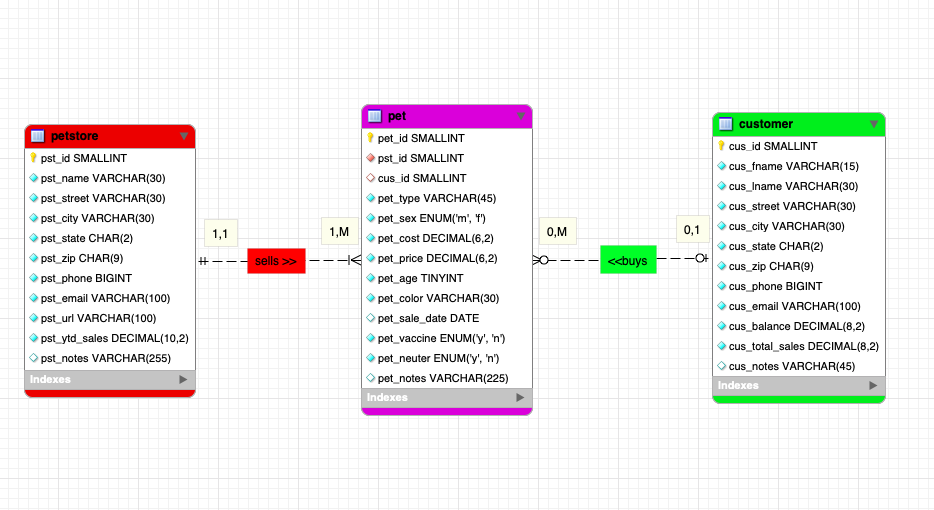 petstore
pst_id SMALLINT
pst_name VARCHAR(30)
pst_street VARCHAR(30)
pst_city VARCHAR(30)
pst_state CHAR(2)
pst_zip CHAR(9)
pst_phone BIGINT
pst_email VARCHAR(100)
pst_url VARCHAR(100)
pst_ytd_sales DECIMAL(10,2)
pst_notes VARCHAR(255)
Indexes
1,1
sells >>
1,M
pet
pet_id SMALLINT
pst_id SMALLINT
cus_id SMALLINT
pet_type VARCHAR(45)
pet_sex ENUM('m', 'f')
pet_cost DECIMAL(6,2)
pet_price DECIMAL(6,2)
pet_age TINYINT
pet_color VARCHAR(30)
pet_sale_date DATE
pet_vaccine ENUM('y', 'n')
pet_neuter ENUM('y', 'n')
pet_notes VARCHAR(225)
Indexes
0,M
<<buys
0,1
customer
cus_id SMALLINT
cus_fname VARCHAR(15)
cus_lname VARCHAR(30)
cus_street VARCHAR(30)
cus_city VARCHAR(30)
cus_state CHAR(2)
cus_zip CHAR(9)
cus_phone BIGINT
cus_email VARCHAR(100)
cus_balance DECIMAL(8,2)
cus_total_sales DECIMAL(8,2)
cus_notes VARCHAR(45)
Indexes